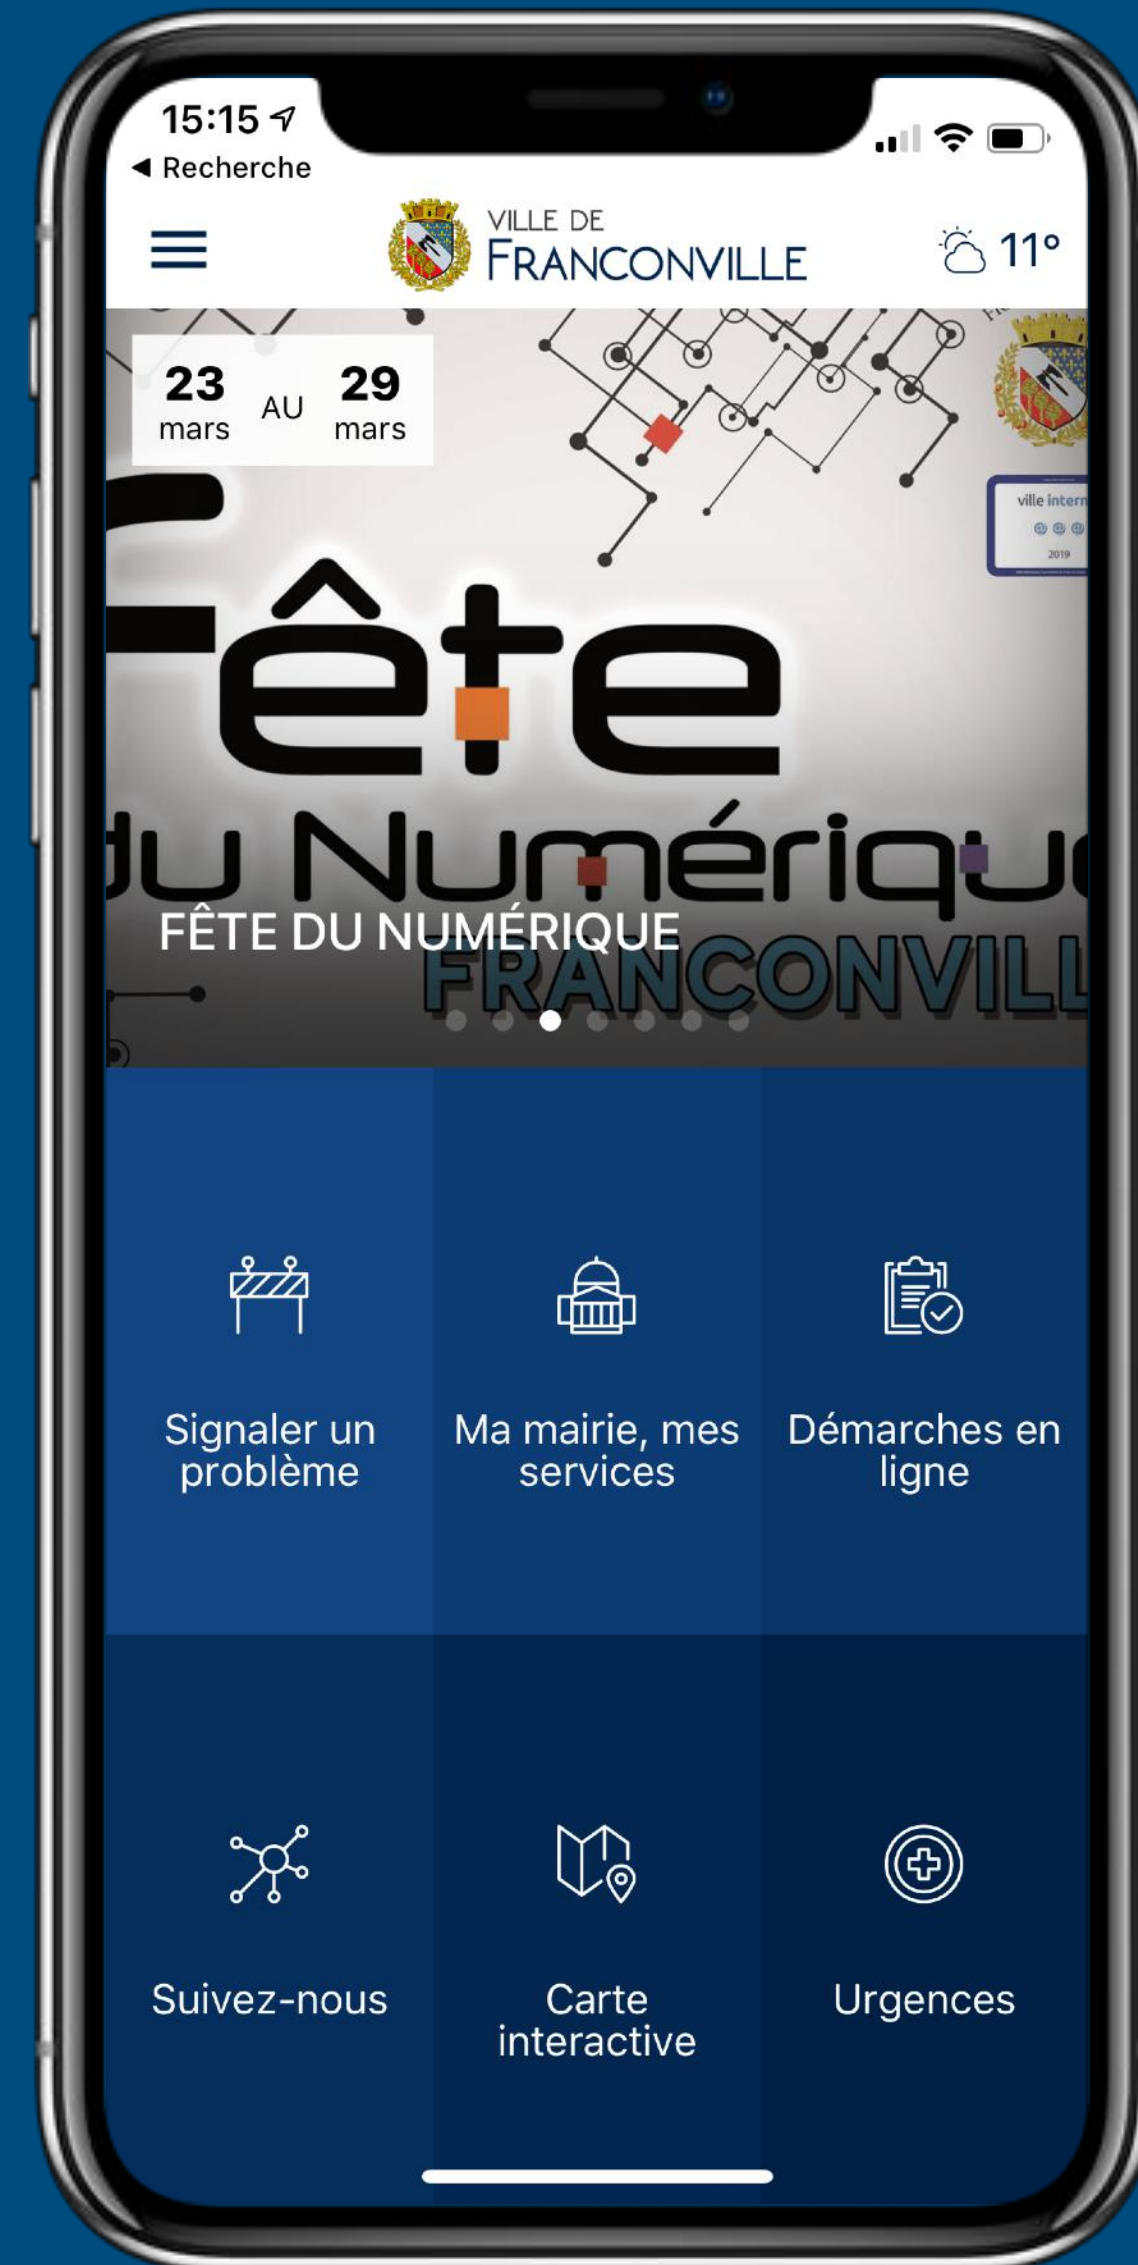 15:15
◀ Recherche
VILLE DE
FRANCONVILLE
11°
23 AU 29
mars mars
ville intern
2019
Fête
du Numérique
FÊTE DU NUMÉRIQUE
FRANCONVILL
Signaler un
problème
Ma mairie, mes
services
Démarches en
ligne
Suivez-nous
Carte
interactive
Urgences